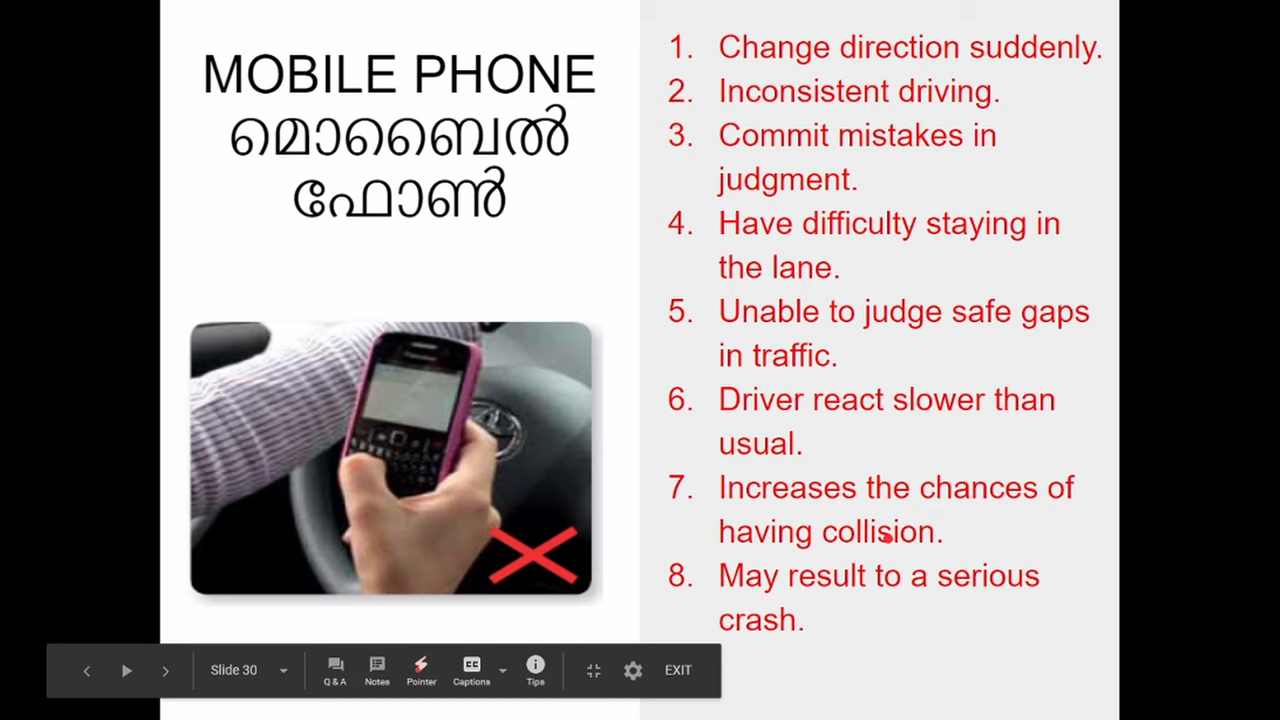 MOBILE PHONE
മൊബൈൽ
ഫോൺ
1. Change direction suddenly.
2. Inconsistent driving.
3. Commit mistakes in
judgment.
4. Have difficulty staying in
the lane.
5. Unable to judge safe gaps
in traffic.
6. Driver react slower than
usual.
7. Increases the chances of
having collision.
8. May result to a serious
crash.
Slide 30
Q & A
Notes
Pointer
CC
Captions
Tips
EXIT